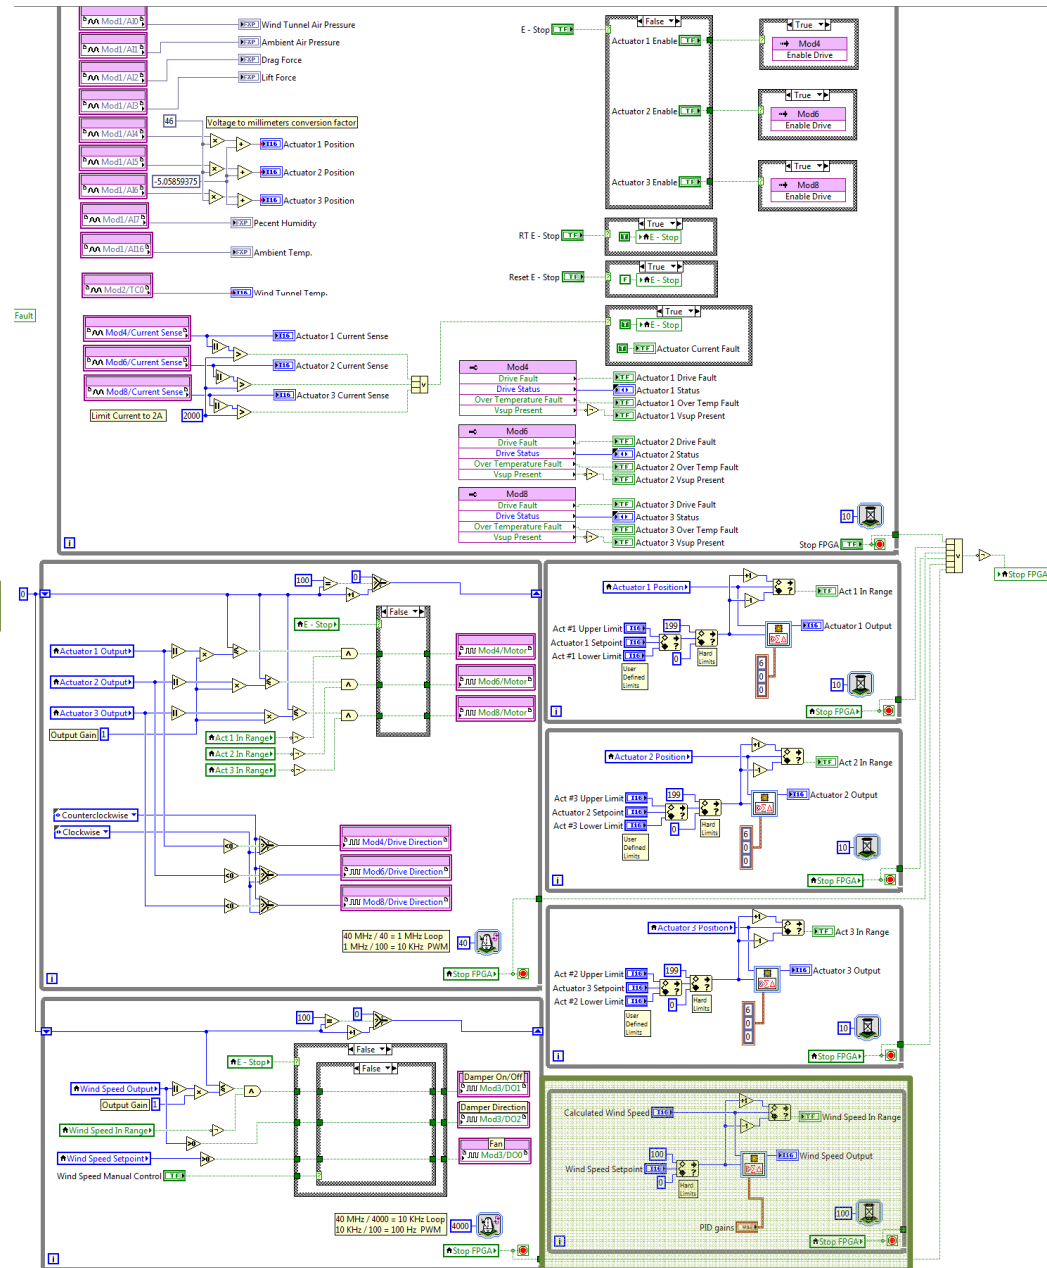 Mod1/AI0
Wind Tunnel Air Pressure
Mod1/AI1
Ambient Air Pressure
Mod1/AI2
Drag Force
Mod1/AI3
Lift Force
46
Voltage to millimeters conversion factor
Mod1/AI4
Actuator 1 Position
Mod1/AI5
Actuator 2 Position
-5.05859375
Mod1/AI6
Actuator 3 Position
Mod1/AI7
Pecent Humidity
Mod1/AI16
Ambient Temp.
Mod2/TC0
Wind Tunnel Temp.
Fault
Mod4/Current Sense
Actuator 1 Current Sense
Mod6/Current Sense
Actuator 2 Current Sense
Mod8/Current Sense
Actuator 3 Current Sense
Limit Current to 2A
2000
E - Stop
False
Actuator 1 Enable
Actuator 2 Enable
Actuator 3 Enable
True
Mod4
Enable Drive
True
Mod6
Enable Drive
True
Mod8
Enable Drive
RT E - Stop
True
E - Stop
Reset E - Stop
True
E - Stop
True
E - Stop
Actuator Current Fault
Mod4
Drive Fault
Actuator 1 Drive Fault
Drive Status
Actuator 1 Status
Over Temperature Fault
Actuator 1 Over Temp Fault
Vsup Present
Actuator 1 Vsup Present
Mod6
Drive Fault
Actuator 2 Drive Fault
Drive Status
Actuator 2 Status
Over Temperature Fault
Actuator 2 Over Temp Fault
Vsup Present
Actuator 2 Vsup Present
Mod8
Drive Fault
Actuator 3 Drive Fault
Drive Status
Actuator 3 Status
Over Temperature Fault
Actuator 3 Over Temp Fault
Vsup Present
Actuator 3 Vsup Present
10
Stop FPGA
Stop FPGA
0
100
0
False
E - Stop
Actuator 1 Output
Mod4/Motor
Actuator 2 Output
Mod6/Motor
Actuator 3 Output
Mod8/Motor
Output Gain
1
Act 1 In Range
Act 2 In Range
Act 3 In Range
Counterclockwise
Clockwise
Mod4/Drive Direction
Mod6/Drive Direction
Mod8/Drive Direction
40 MHz / 40 = 1 MHz Loop
1 MHz / 100 = 10 KHz PWM
40
Stop FPGA
Actuator 1 Position
Act 1 In Range
Act #1 Upper Limit
199
Actuator 1 Output
Actuator 1 Setpoint
Act #1 Lower Limit
0
Hard
Limits
User
Defined
Limits
6
0
0
10
Stop FPGA
Actuator 2 Position
Act 2 In Range
Act #3 Upper Limit
199
Actuator 2 Output
Actuator 2 Setpoint
Act #3 Lower Limit
0
Hard
Limits
User
Defined
Limits
6
0
0
10
Stop FPGA
Actuator 3 Position
Act 3 In Range
Act #2 Upper Limit
199
Actuator 3 Output
Actuator 3 Setpoint
Act #2 Lower Limit
0
Hard
Limits
User
Defined
Limits
6
0
0
10
Stop FPGA
100
0
False
E - Stop
False
Wind Speed Output
Output Gain
1
Wind Speed In Range
Wind Speed Setpoint
Wind Speed Manual Control
Damper On/Off
Mod3/DO1
Damper Direction
Mod3/DO2
Fan
Mod3/DO0
40 MHz / 4000 = 10 KHz Loop
10 KHz / 100 = 100 Hz PWM
4000
Stop FPGA
Calculated Wind Speed
Wind Speed In Range
100
Wind Speed Output
Wind Speed Setpoint
0
Hard
Limits
PID gains
100
Stop FPGA